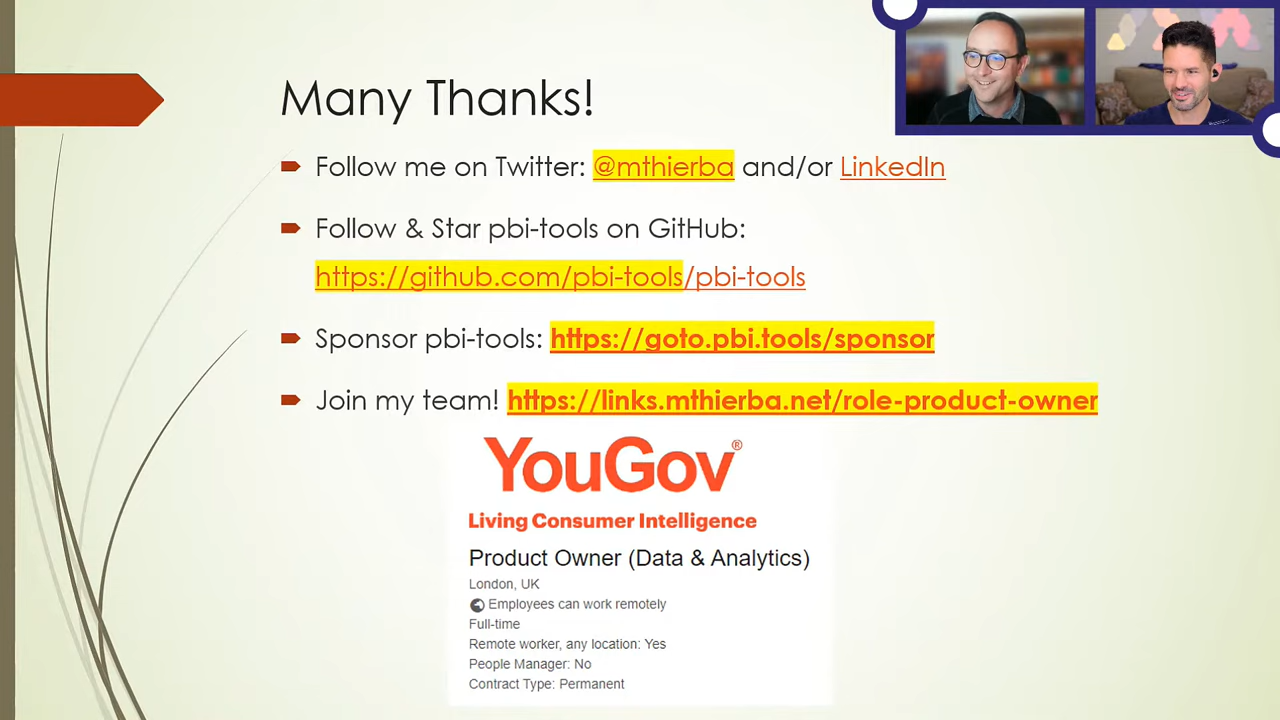 Many Thanks!
Follow me on Twitter: @mthierba and/or LinkedIn
Follow & Star pbi-tools on GitHub:
https://github.com/pbi-tools/pbi-tools
Sponsor pbi-tools: https://goto.pbi.tools/sponsor
Join my team! https://links.mthierba.net/role-product-owner
YouGov®
Living Consumer Intelligence
Product Owner (Data & Analytics)
London, UK
Employees can work remotely
Full-time
Remote worker, any location: Yes
People Manager: No
Contract Type: Permanent